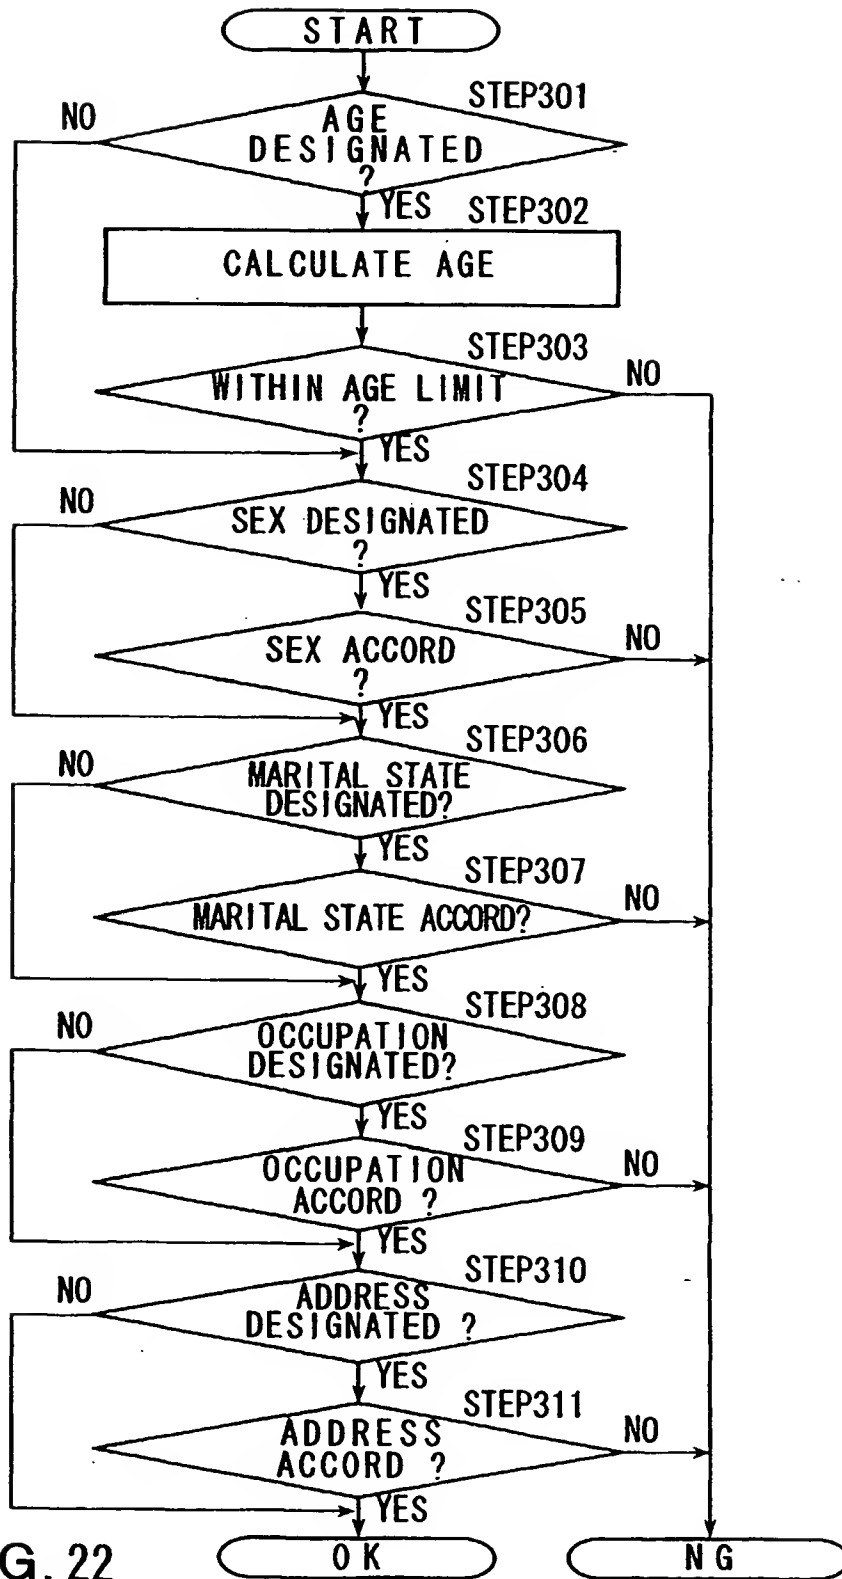 START
STEP301
NO
AGE
DESIGNATED
?
YES
STEP302
CALCULATE AGE
STEP303
WITHIN AGE LIMIT
?
NO
YES
STEP304
NO
SEX DESIGNATED
?
YES
STEP305
SEX ACCORD
?
NO
YES
STEP306
NO
MARITAL STATE
DESIGNATED?
YES
STEP307
MARITAL STATE ACCORD?
NO
YES
STEP308
NO
OCCUPATION
DESIGNATED?
YES
STEP309
OCCUPATION
ACCORD ?
NO
YES
STEP310
NO
ADDRESS
DESIGNATED ?
YES
STEP311
ADDRESS
ACCORD ?
NO
YES
G. 22
OK
NG